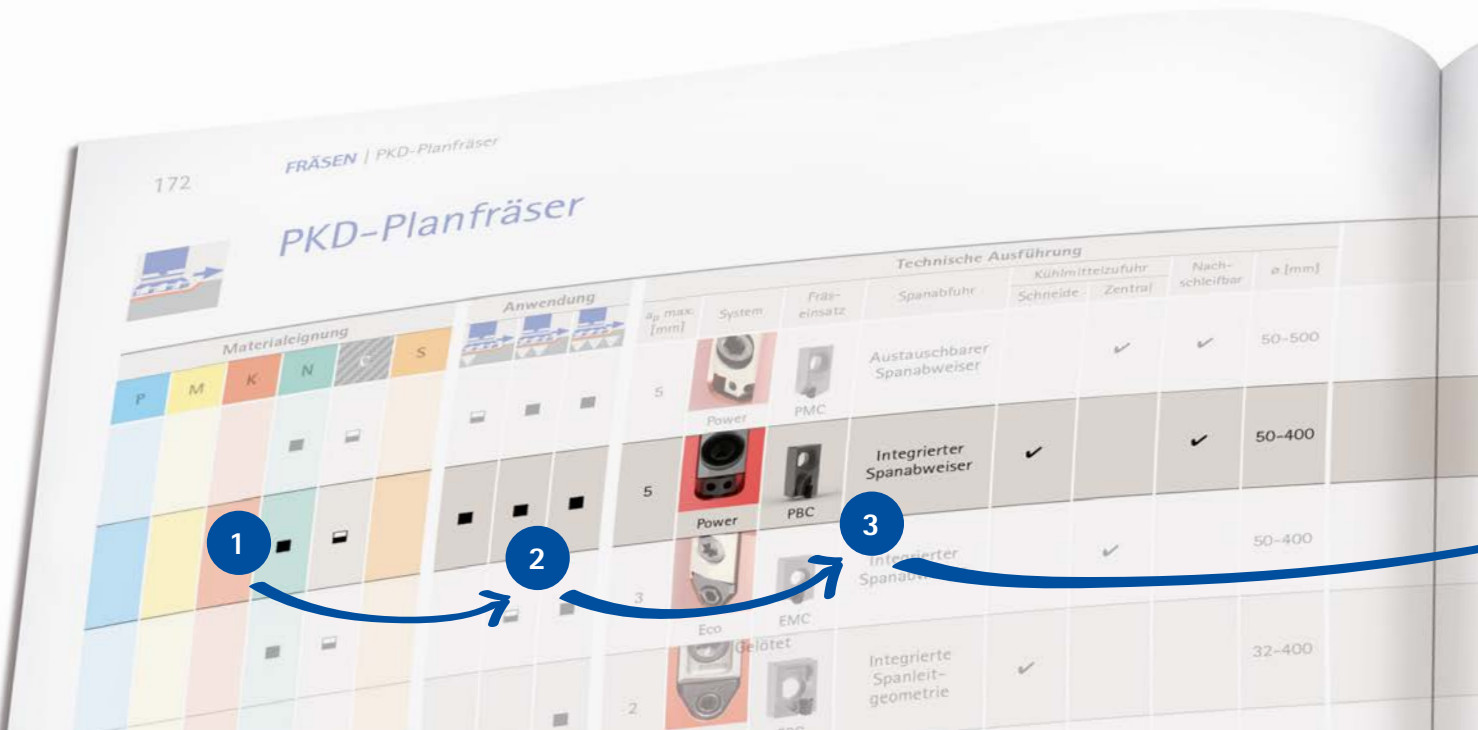 172
FRÄSEN | PKD-Planfräser
PKD-Planfräser
Materialeignung
Anwendung
Technische Ausführung
P M K N C S
ap max. [mm]
System
Fräs-
einsatz
Spanabfuhr
Kühlmittelzufuhr
Schneide Zentral
Nach-
schleifbar
ø [mm]
5
Power
PMC
Austauschbarer
Spanabweiser
✔ ✔
50-500
5
Power
PBC
Integrierter
Spanabweiser
✔ ✔
50-400
1
2
3
3
Eco
EMC
Integrierter
✔
50-400
Gelötet
2
Integrierte
Spanleit-
geometrie
✔
32-400